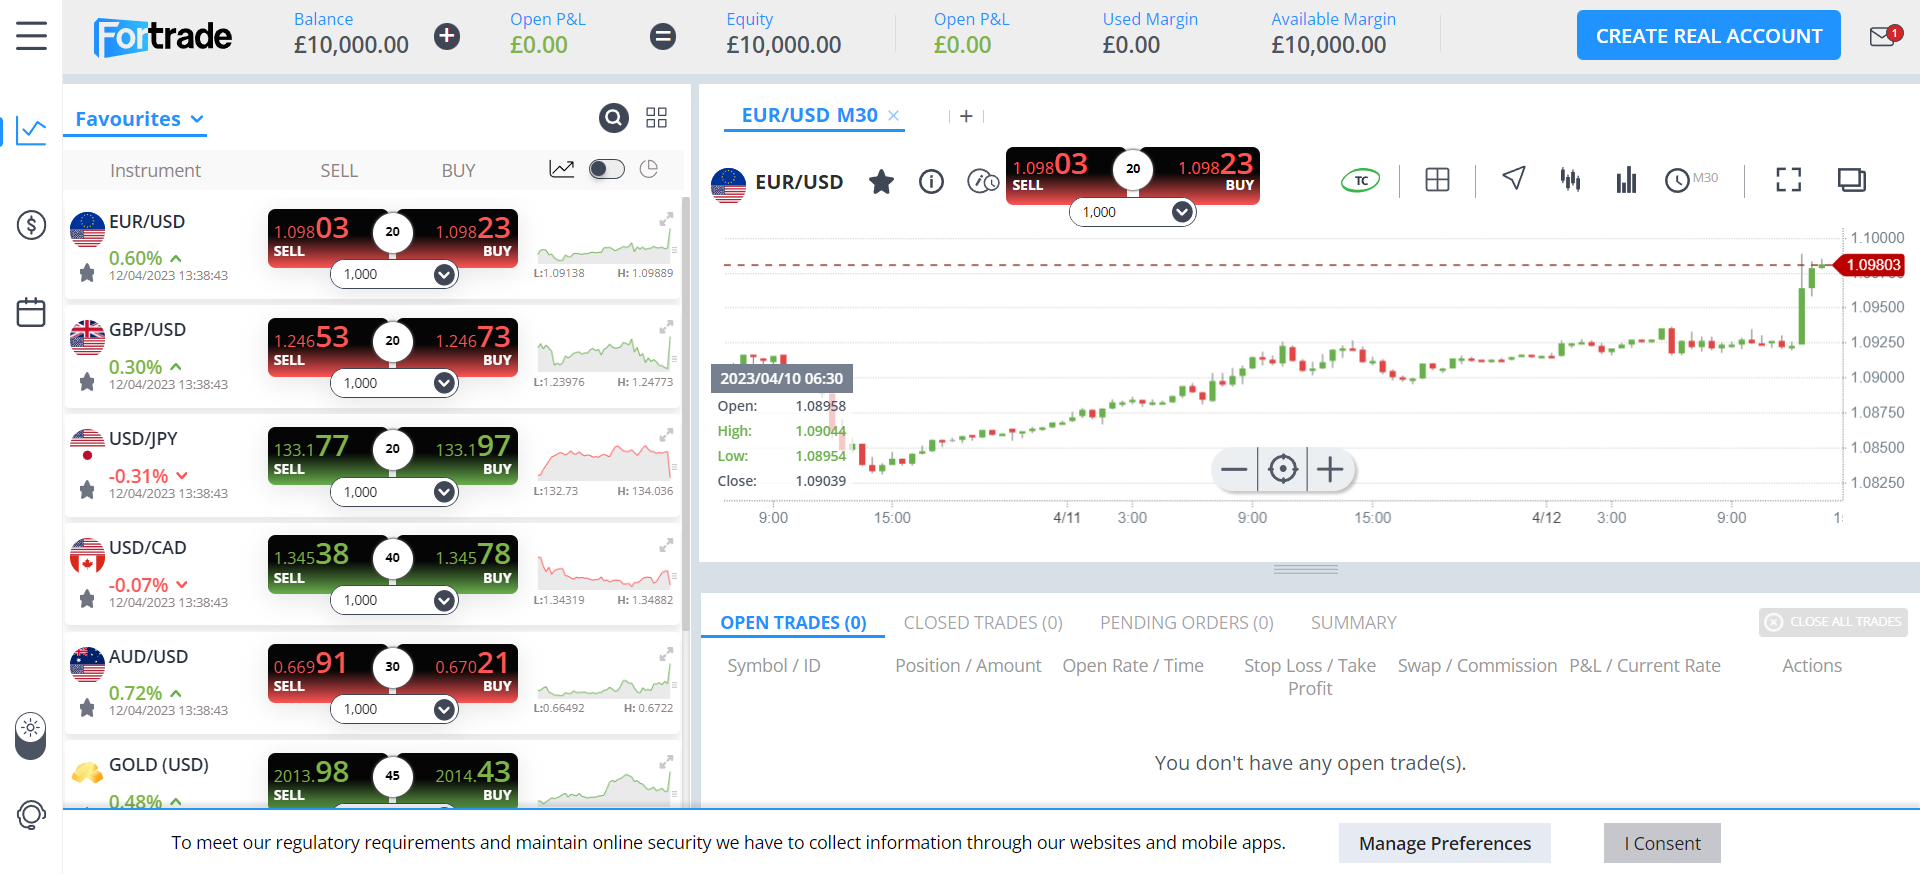 Fortrade
Balance
£10,000.00
Open P&L
£0.00
Equity
£10,000.00
Open P&L
£0.00
Used Margin
£0.00
Available Margin
£10,000.00
CREATE REAL ACCOUNT
1
Favourites
Instrument SELL BUY
EUR/USD
0.60%
12/04/2023 13:38:43
1.09803 SELL
20
1.09823 BUY
1,000
L:1.09138 H: 1.09889
GBP/USD
0.30%
12/04/2023 13:38:43
1.24653 SELL
20
1.24673 BUY
1,000
L:1.23976 H: 1.24773
USD/JPY
-0.31%
12/04/2023 13:38:43
133.177 SELL
20
133.197 BUY
1,000
L:132.73 H: 134.036
USD/CAD
-0.07%
12/04/2023 13:38:43
1.34538 SELL
40
1.34578 BUY
1,000
L:1.34319 H: 1.34882
AUD/USD
0.72%
12/04/2023 13:38:43
0.66991 SELL
30
0.67021 BUY
1,000
L:0.66492 H: 0.6722
GOLD (USD)
0.48%
2013.98 SELL
45
2014.43 BUY
EUR/USD M30
EUR/USD
1.09803 SELL
20
1.09823 BUY
1,000
TC
M30
1.10000
1.09803
1.09500
1.09250
1.09000
1.08750
1.08500
1.08250
2023/04/10 06:30
Open: 1.08958
High: 1.09044
Low: 1.08954
Close: 1.09039
9:00 15:00 4/11 3:00 9:00 15:00 4/12 3:00 9:00
OPEN TRADES (0) CLOSED TRADES (0) PENDING ORDERS (0) SUMMARY
CLOSE ALL TRADES
Symbol / ID Position / Amount Open Rate / Time Stop Loss / Take Profit Swap / Commission P&L / Current Rate Actions
You don't have any open trade(s).
To meet our regulatory requirements and maintain online security we have to collect information through our websites and mobile apps.
Manage Preferences
I Consent